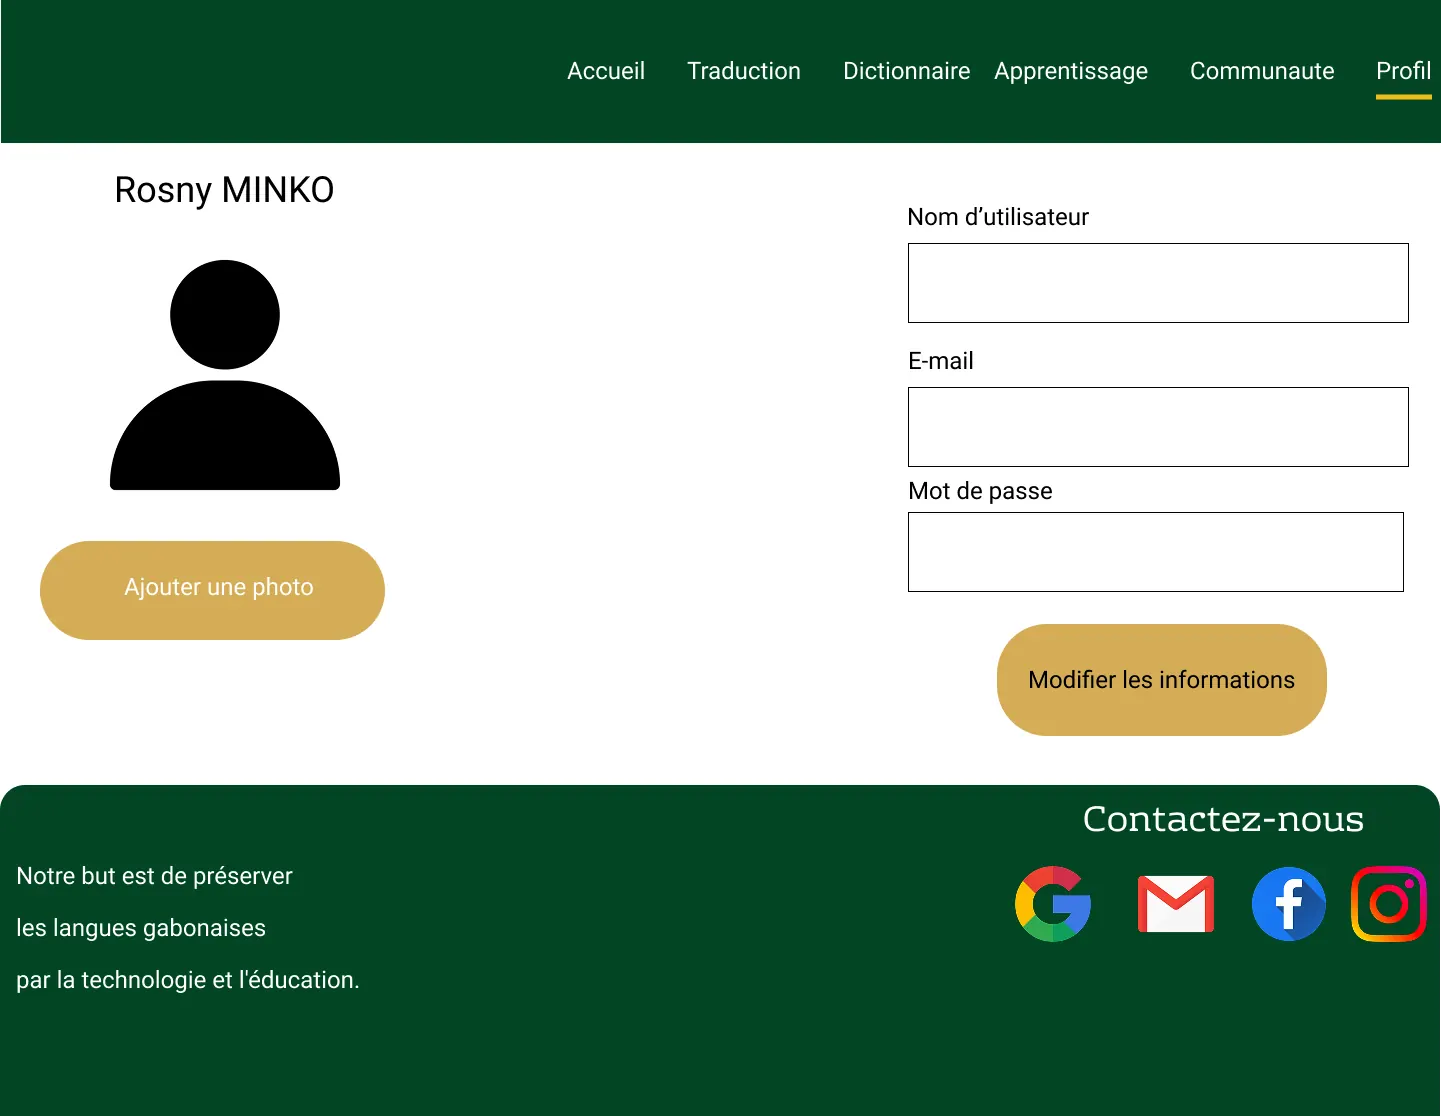 Accueil Traduction Dictionnaire Apprentissage Communaute Profil
Rosny MINKO
Ajouter une photo
Nom d’utilisateur
E-mail
Mot de passe
Modifier les informations
Notre but est de préserver
les langues gabonaises
par la technologie et l'éducation.
Contactez-nous